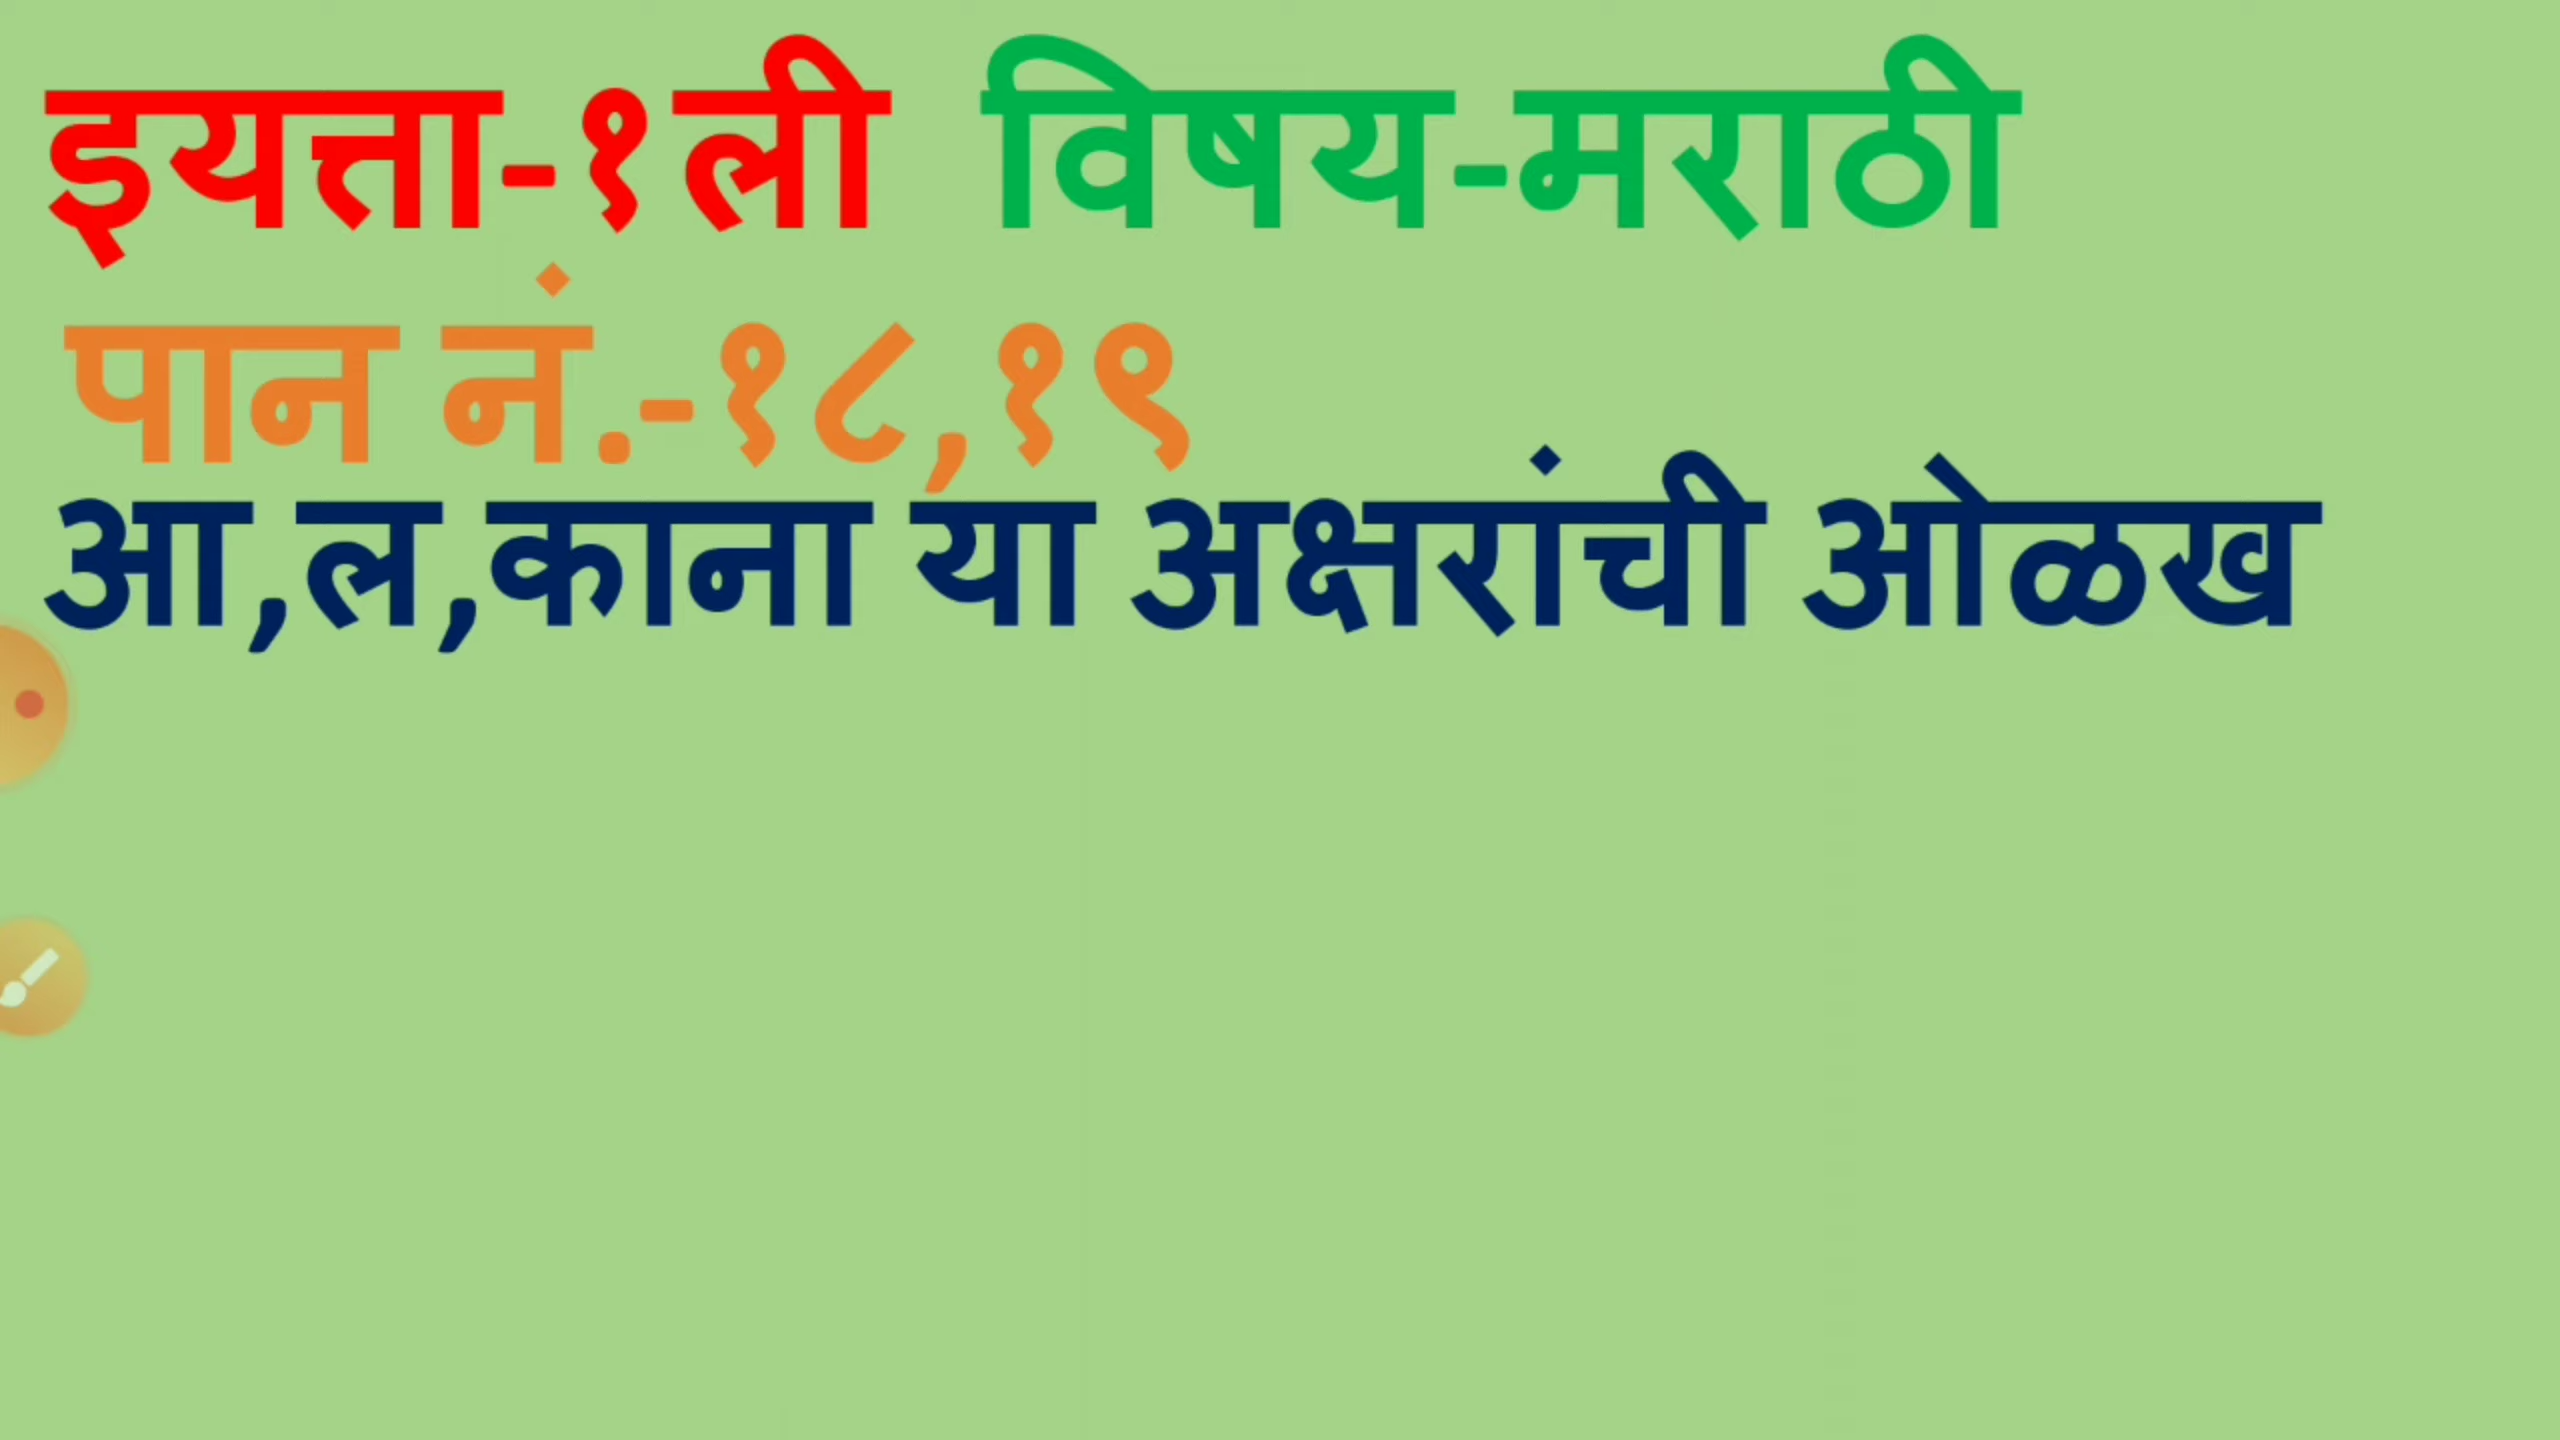 इयत्ता-१ली विषय-मराठी
पान नं.-१८,१९
आ,ल,काना या अक्षरांची ओळख